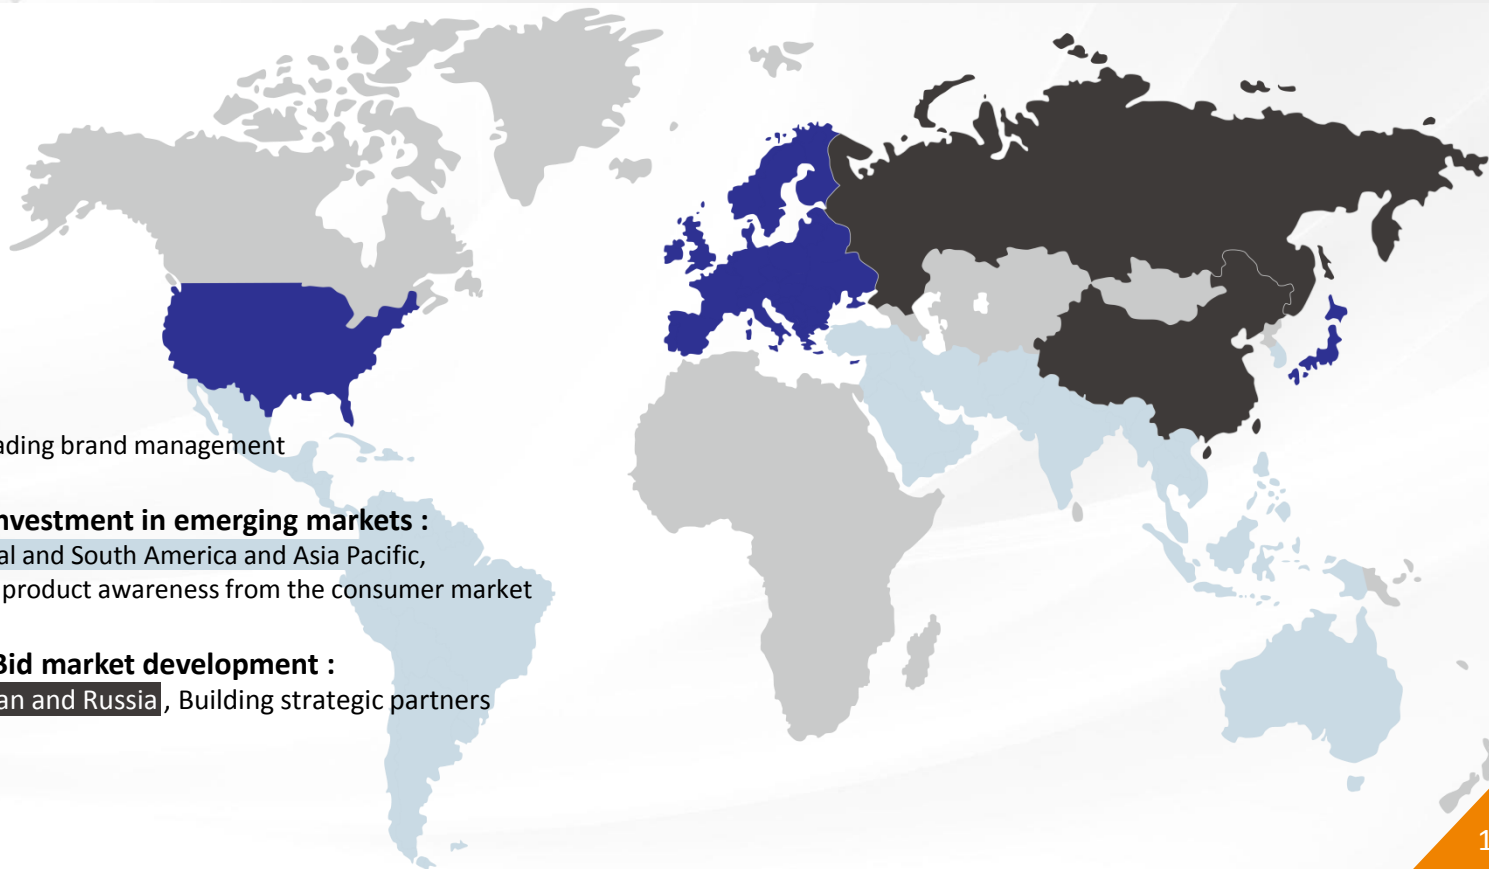 ading brand management
nvestment in emerging markets :
al and South America and Asia Pacific,
product awareness from the consumer market
Bid market development :
an and Russia , Building strategic partners
1